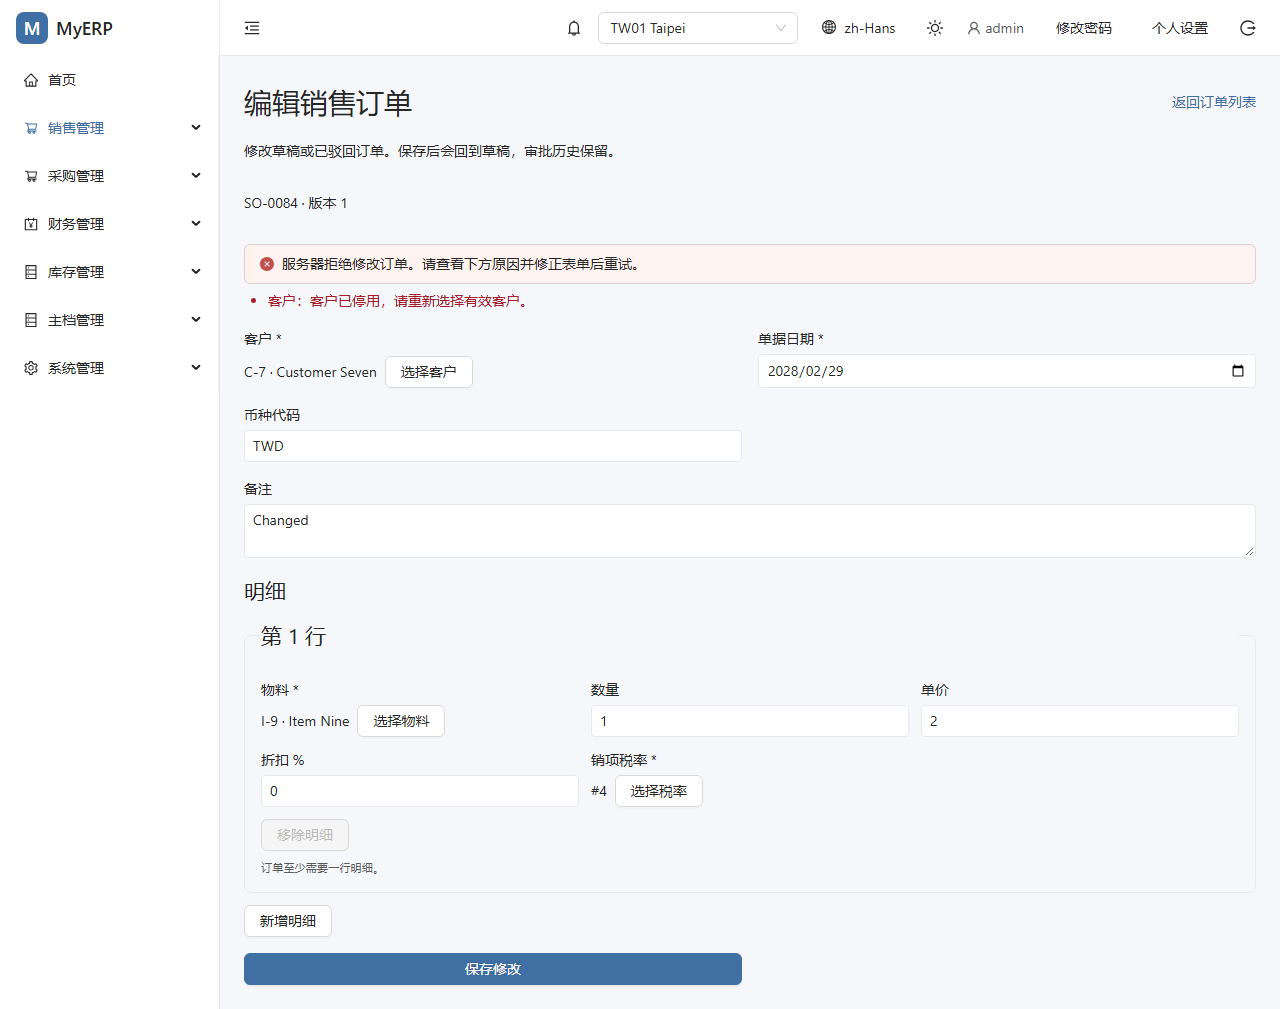 M MyERP
TW01 Taipei
zh-Hans
admin
修改密码
个人设置
首页
销售管理
采购管理
财务管理
库存管理
主档管理
系统管理
编辑销售订单
返回订单列表
修改草稿或已驳回订单。保存后会回到草稿，审批历史保留。
SO-0084 · 版本 1
服务器拒绝修改订单。请查看下方原因并修正表单后重试。
• 客户：客户已停用，请重新选择有效客户。
客户 *
C-7 · Customer Seven 选择客户
单据日期 *
2028/02/29
币种代码
TWD
备注
Changed
明细
第 1 行
物料 *
I-9 · Item Nine 选择物料
数量
1
单价
2
折扣 %
0
销项税率 *
#4 选择税率
移除明细
订单至少需要一行明细。
新增明细
保存修改